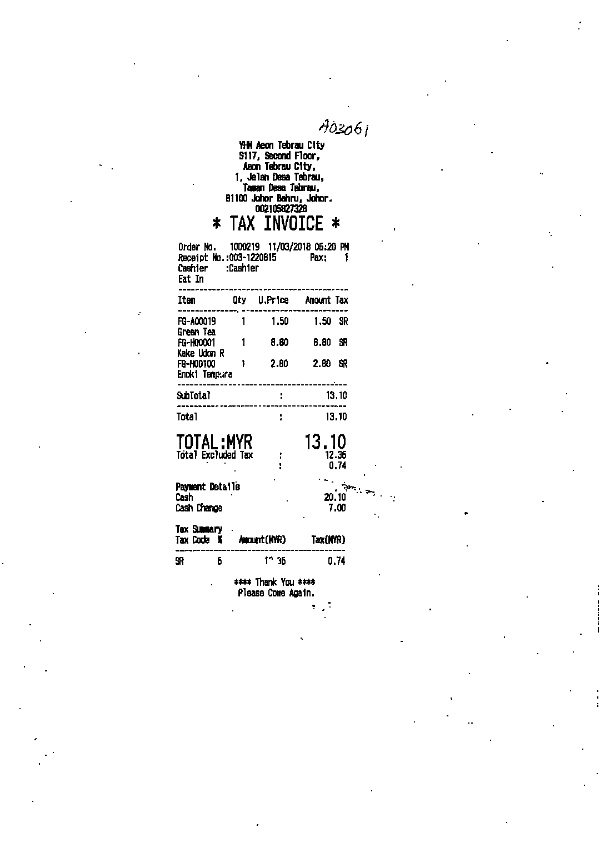 A03061
YHM Aeon Tebrau City
S117, Second Floor,
Aeon Tebrau City,
1, Jalan Desa Tebrau,
Taman Desa Tebrau,
81100 Johor Bahru, Johor.
002105827328
* TAX INVOICE *
Order No. 1000219 11/03/2018 06:20 PM
Receipt No.:003-1220815 Pax: 1
Cashier :Cashier
Eat In
Item Qty U.Price Amount Tax
FG-A00019 1 1.50 1.50 SR
Green Tea
FG-H00001 1 8.80 8.80 SR
Kake Udon R
FG-H00100 1 2.80 2.80 SR
Enoki Tempura
SubTotal : 13.10
Total : 13.10
TOTAL:MYR 13.10
Total Excluded Tax : 12.36
: 0.74
Payment Details
Cash 20.10
Cash Change 7.00
Tax Summary
Tax Code % Amount(MYR) Tax(MYR)
SR 6 36 0.74
**** Thank You ****
Please Come Again.